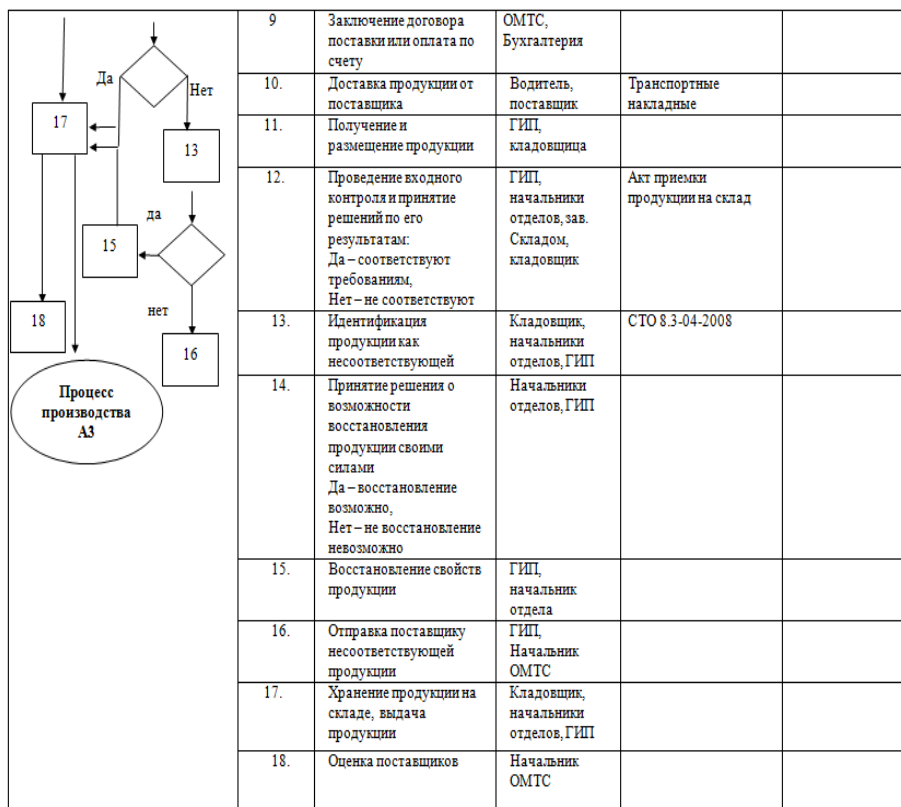 Да
Нет
17
13
да
15
нет
18
16
Процесс
производства
А3
9
Заключение договора
поставки или оплата по
счету
ОМТС,
Бухгалтерия
10.
Доставка продукции от
поставщика
Водитель,
поставщик
Транспортные
накладные
11.
Получение и
размещение продукции
ГИП,
кладовщица
12.
Проведение входного
контроля и принятие
решений по его
результатам:
Да – соответствуют
требованиям,
Нет – не соответствуют
ГИП,
начальники
отделов, зав.
Складом,
кладовщик
Акт приемки
продукции на склад
13.
Идентификация
продукции как
несоответствующей
Кладовщик,
начальники
отделов, ГИП
СТО 8.3-04-2008
14.
Принятие решения о
возможности
восстановления
продукции своими
силами
Да – восстановление
возможно,
Нет – не восстановление
невозможно
Начальники
отделов, ГИП
15.
Восстановление свойств
продукции
ГИП,
начальник
отдела
16.
Отправка поставщику
несоответствующей
продукции
ГИП,
Начальник
ОМТС
17.
Хранение продукции на
складе, выдача
продукции
Кладовщик,
начальники
отделов, ГИП
18.
Оценка поставщиков
Начальник
ОМТС